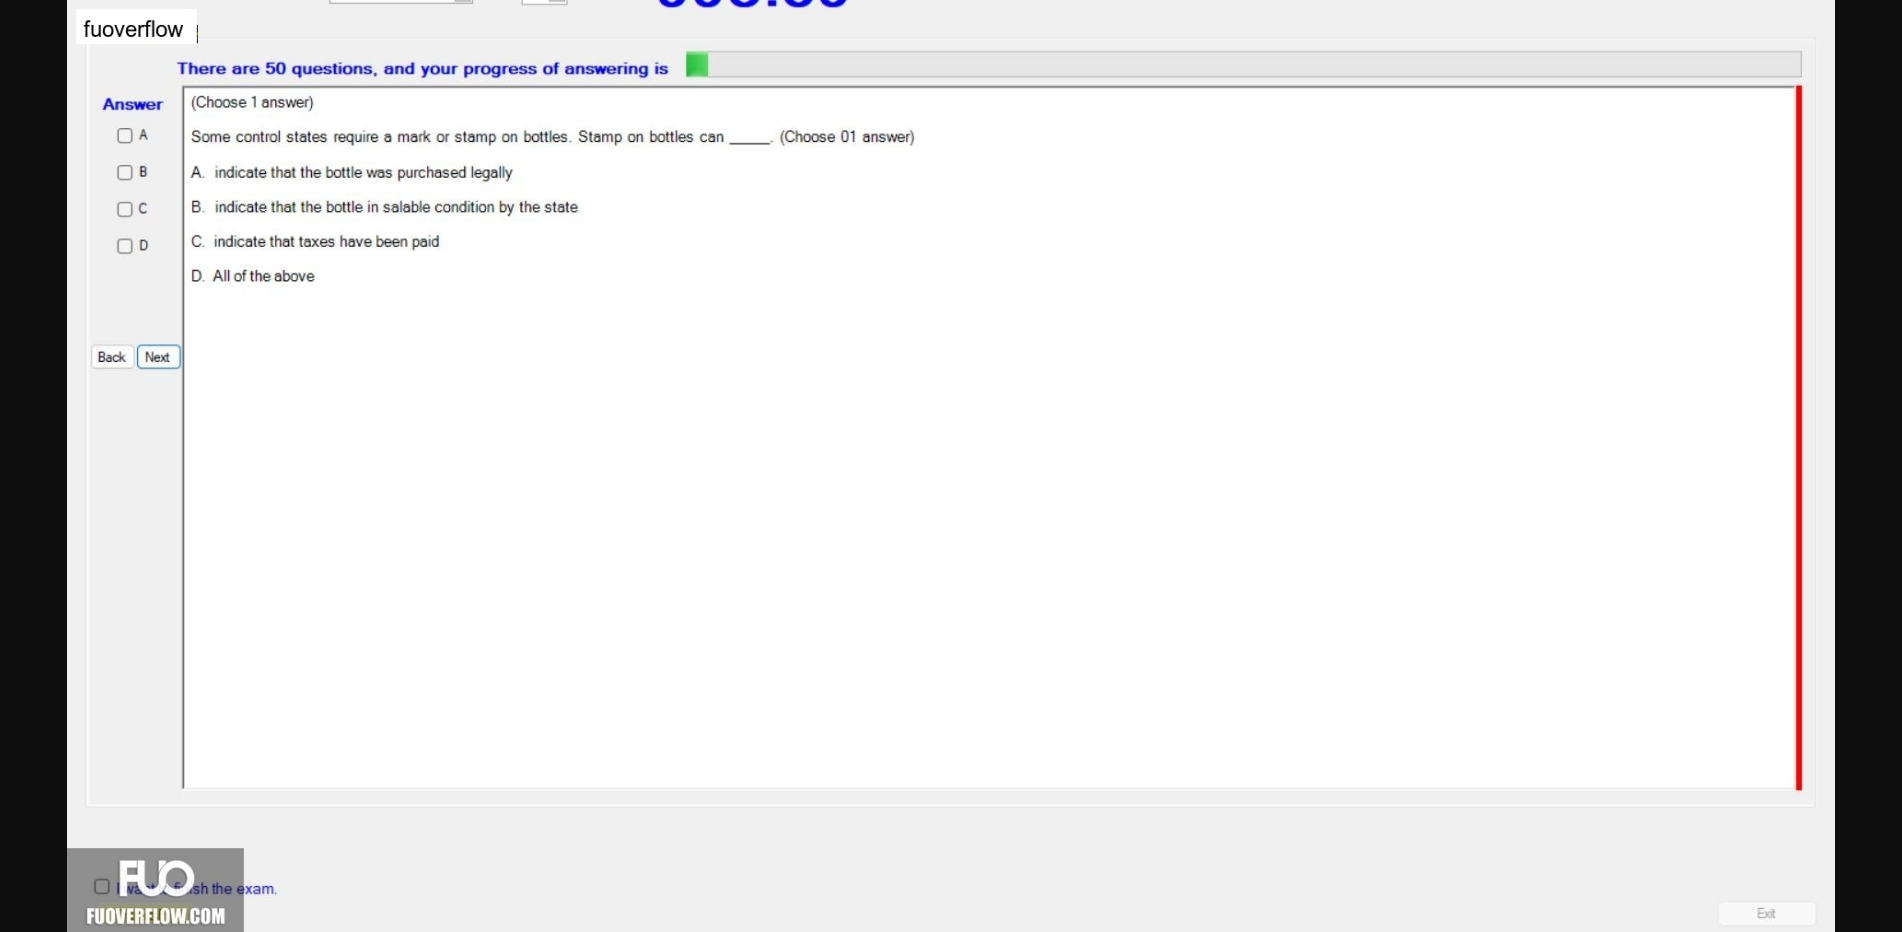 fuoverflow
There are 50 questions, and your progress of answering is
Answer
A
B
C
D
(Choose 1 answer)
Some control states require a mark or stamp on bottles. Stamp on bottles can _____. (Choose 01 answer)
A. indicate that the bottle was purchased legally
B. indicate that the bottle in salable condition by the state
C. indicate that taxes have been paid
D. All of the above
Back Next
FUO
sh the exam.
FUOVERFLOW.COM
Exit